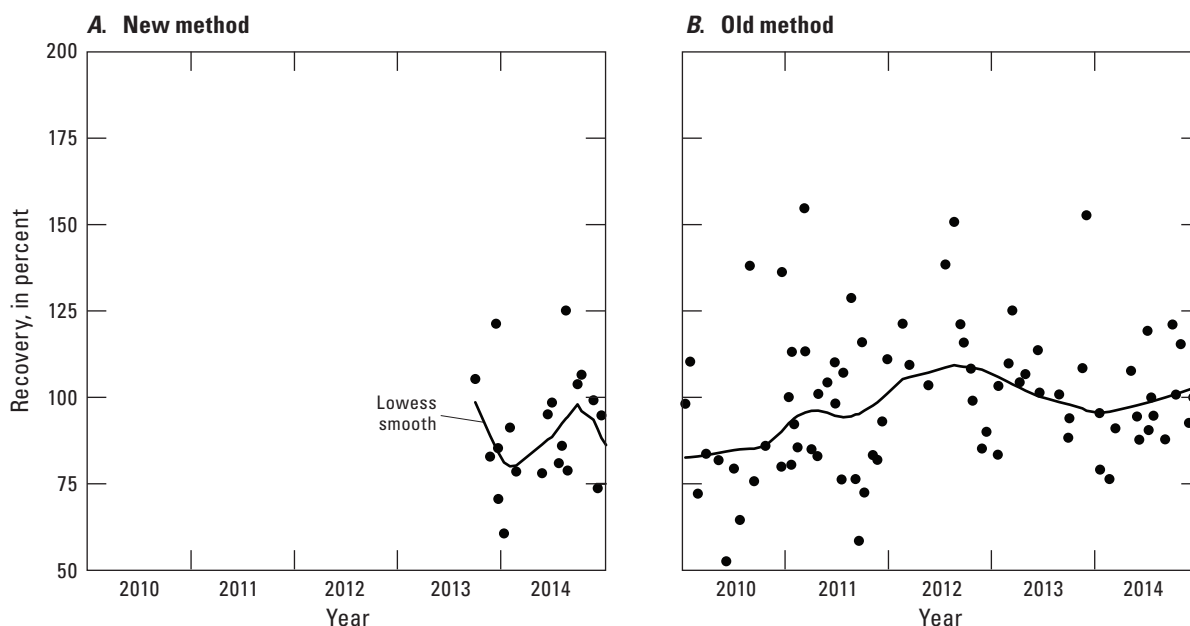 A. New method
B. Old method
200
175
150
125
100
75
50
Recovery, in percent
Lowess
smooth
2010 2011 2012 2013 2014
Year
2010 2011 2012 2013 2014
Year